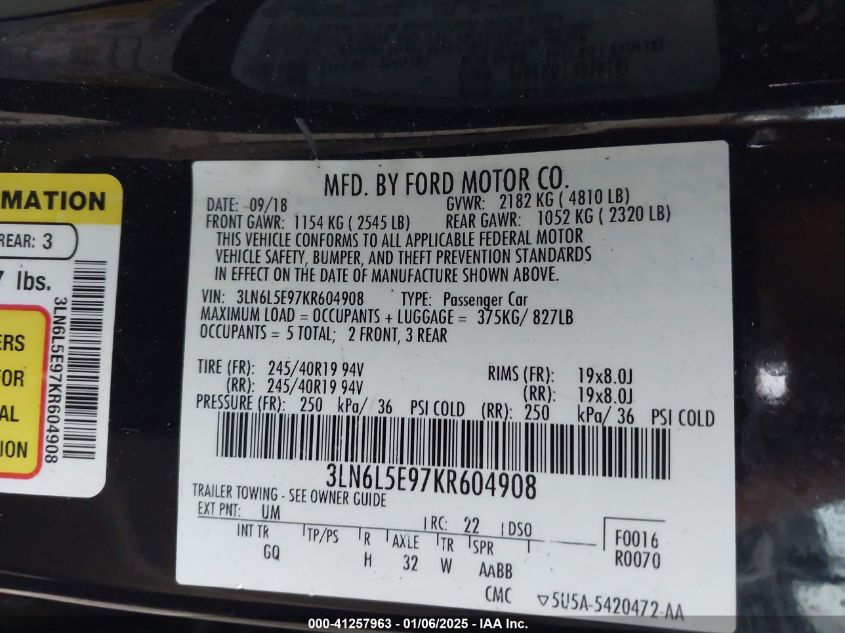 MATION
REAR: 3
7 lbs.
3LN6L5E97KR604908
ERS
FOR
AL
ION
MFD. BY FORD MOTOR CO.
DATE: 09/18 GVWR: 2182 KG ( 4810 LB)
FRONT GAWR: 1154 KG ( 2545 LB) REAR GAWR: 1052 KG ( 2320 LB)
THIS VEHICLE CONFORMS TO ALL APPLICABLE FEDERAL MOTOR
VEHICLE SAFETY, BUMPER, AND THEFT PREVENTION STANDARDS
IN EFFECT ON THE DATE OF MANUFACTURE SHOWN ABOVE.
VIN: 3LN6L5E97KR604908 TYPE: Passenger Car
MAXIMUM LOAD = OCCUPANTS + LUGGAGE = 375KG/ 827LB
OCCUPANTS = 5 TOTAL; 2 FRONT, 3 REAR
TIRE (FR): 245/40R19 94V RIMS (FR): 19x8.0J
(RR): 245/40R19 94V (RR): 19x8.0J
PRESSURE (FR): 250 kPa/ 36 PSI COLD (RR): 250 kPa/ 36 PSI COLD
3LN6L5E97KR604908
TRAILER TOWING - SEE OWNER GUIDE
EXT PNT: UM RC: 22 DSO F0016
INT TR TP/PS R AXLE TR SPR R0070
GQ H 32 W AABB
CMC 5U5A-5420472-AA
000-41257963 - 01/06/2025 - IAA Inc.